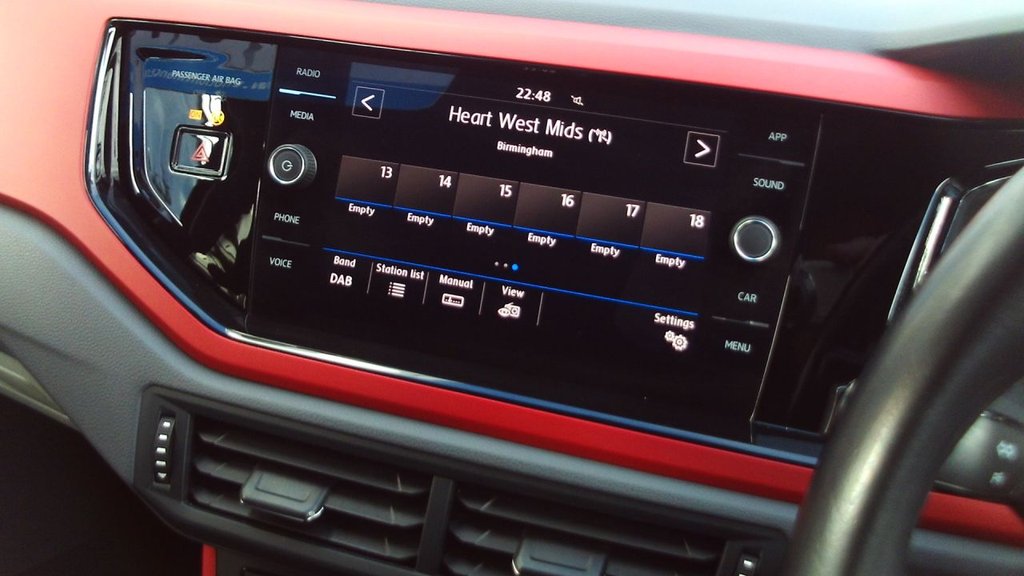 PASSENGER AIR BAG
RADIO
MEDIA
PHONE
VOICE
22:48
Heart West Mids
Birmingham
13 14 15 16 17 18
Empty Empty Empty Empty Empty Empty
Band Station list Manual View Settings
DAB
APP
SOUND
CAR
MENU